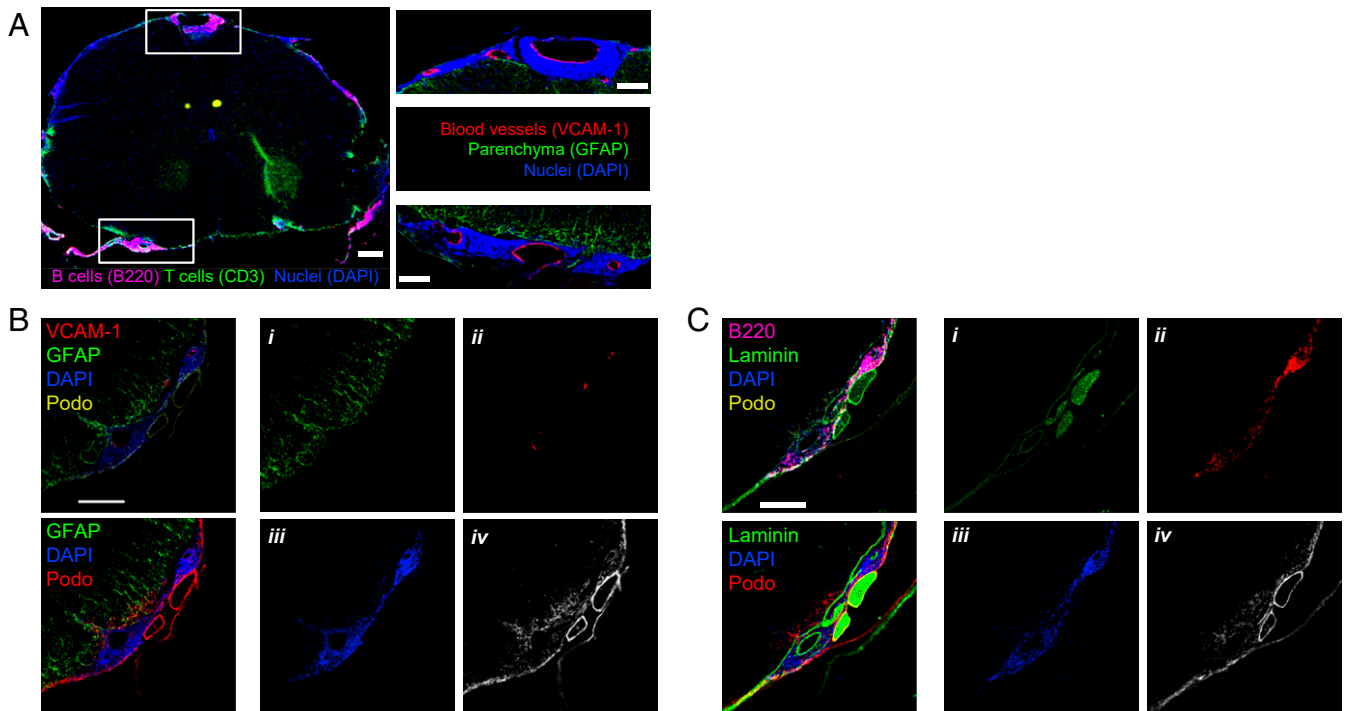 A
B cells (B220) T cells (CD3) Nuclei (DAPI)
Blood vessels (VCAM-1)
Parenchyma (GFAP)
Nuclei (DAPI)
B
VCAM-1
GFAP
DAPI
Podo
i
ii
GFAP
DAPI
Podo
iii
iv
C
B220
Laminin
DAPI
Podo
i
ii
Laminin
DAPI
Podo
iii
iv